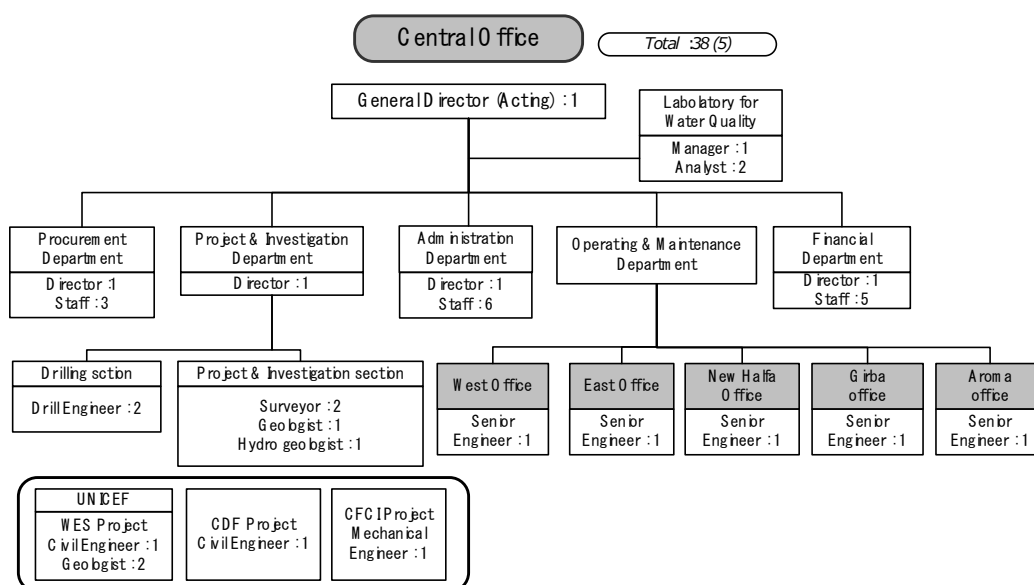 Central Office
Total :38 (5)
General Director (Acting) : 1
Labolatory for
Water Quality
Manager : 1
Analyst : 2
Procurement
Department
Director :1
Staff : 3
Project & Investigation
Department
Director : 1
Administration
Department
Director : 1
Staff : 6
Operating & Maintenance
Department
Financial
Department
Director : 1
Staff : 5
Drilling sction
Drill Engineer : 2
Project & Investigation section
Surveyor : 2
Geologist : 1
Hydro geologist : 1
West Office
Senior
Engineer : 1
East Office
Senior
Engineer : 1
New Halfa
Office
Senior
Engineer : 1
Girba
office
Senior
Engineer : 1
Aroma
office
Senior
Engineer : 1
UNICEF
WES Project
Civil Engineer : 1
Geologist : 2
CDF Project
Civil Engineer : 1
CFCI Project
Mechanical
Engineer : 1